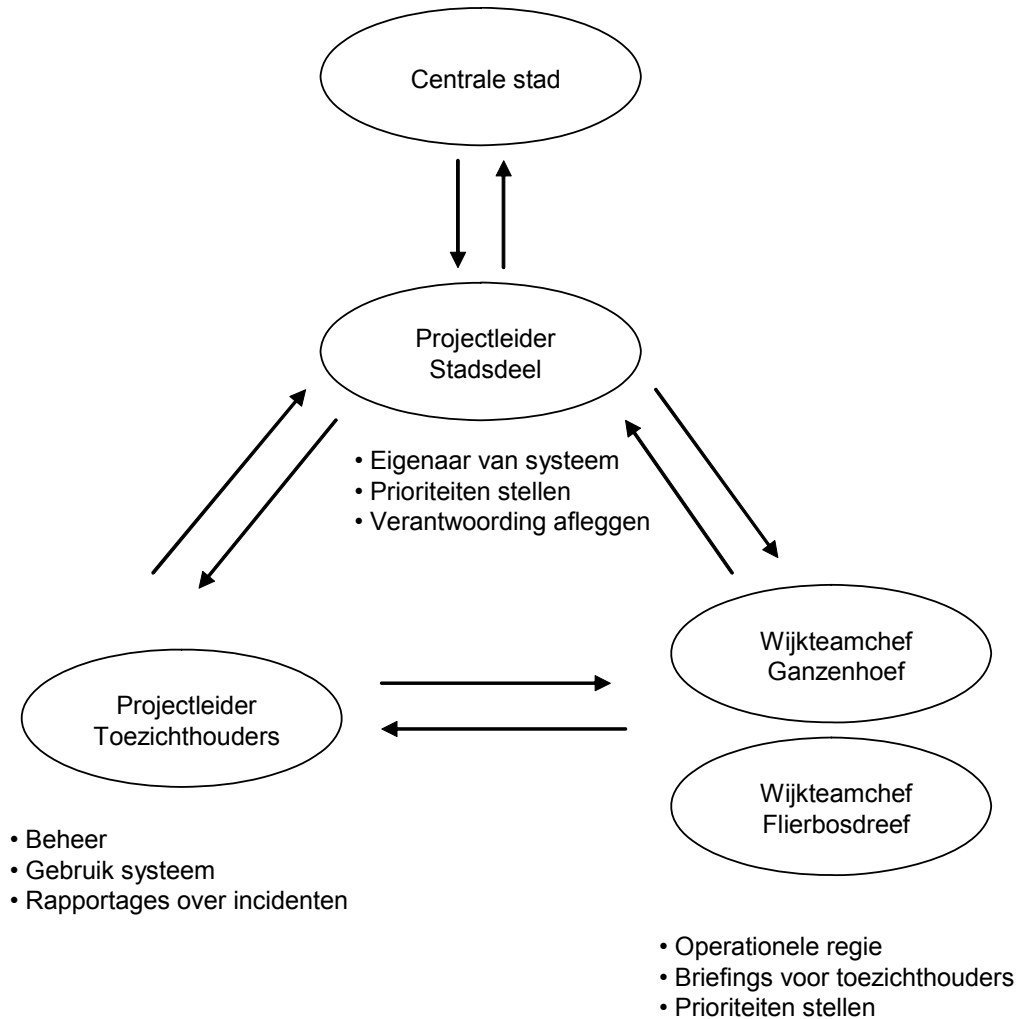 Centrale stad
Projectleider
Stadsdeel
• Eigenaar van systeem
• Prioriteiten stellen
• Verantwoording afleggen
Projectleider
Toezichthouders
• Beheer
• Gebruik systeem
• Rapportages over incidenten
Wijkteamchef
Ganzenhoef
Wijkteamchef
Flierbosdreef
• Operationele regie
• Briefings voor toezichthouders
• Prioriteiten stellen